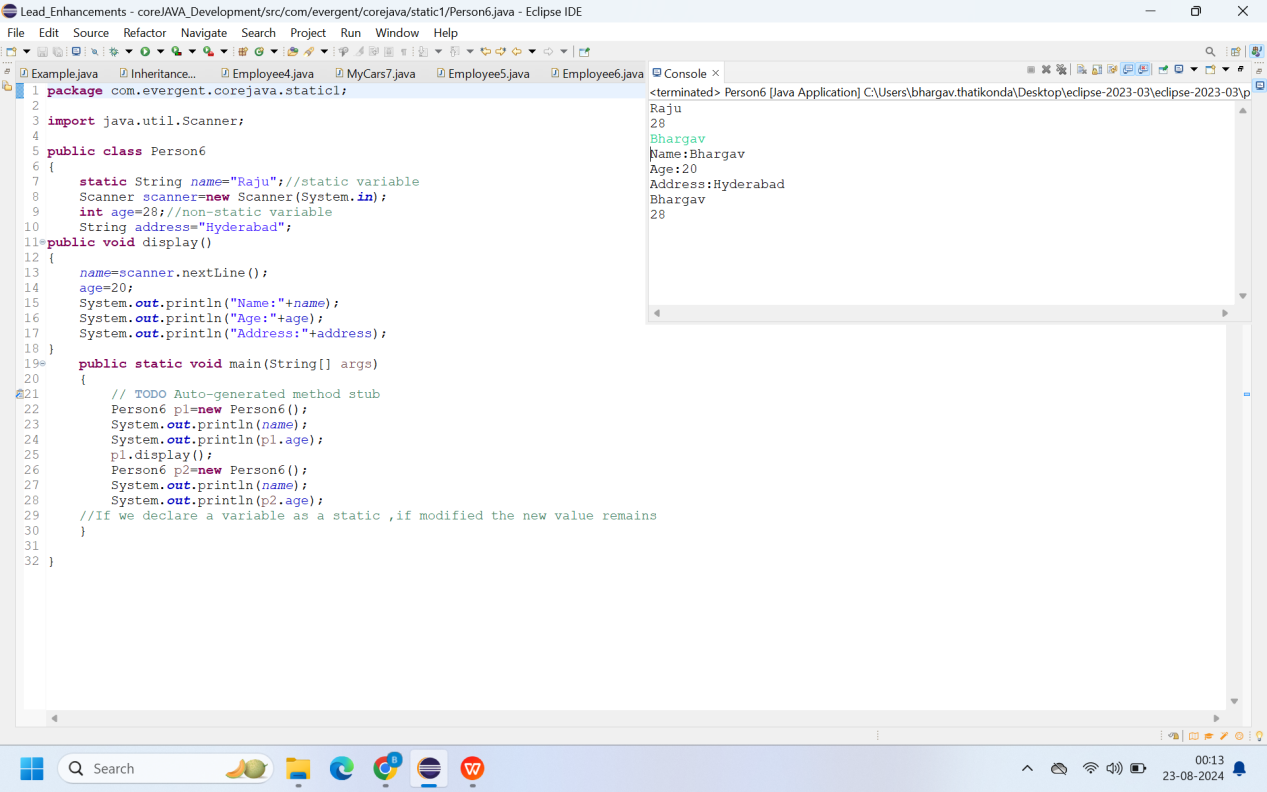 Lead_Enhancements - coreJAVA_Development/src/com/evergent/corejava/static1/Person6.java - Eclipse IDE
File Edit Source Refactor Navigate Search Project Run Window Help
Example.java Inheritance... Employee4.java MyCars7.java Employee5.java Employee6.java Console
<terminated> Person6 [Java Application] C:\Users\bhargav.thatikonda\Desktop\eclipse-2023-03\eclipse-2023-03\p
Raju
28
Bhargav
Name:Bhargav
Age:20
Address:Hyderabad
Bhargav
28
1 package com.evergent.corejava.static1;
2
3 import java.util.Scanner;
4
5 public class Person6
6 {
7 static String name="Raju";//static variable
8 Scanner scanner=new Scanner(System.in);
9 int age=28;//non-static variable
10 String address="Hyderabad";
11 public void display()
12 {
13 name=scanner.nextLine();
14 age=20;
15 System.out.println("Name:"+name);
16 System.out.println("Age:"+age);
17 System.out.println("Address:"+address);
18 }
19 public static void main(String[] args)
20 {
21 // TODO Auto-generated method stub
22 Person6 p1=new Person6();
23 System.out.println(name);
24 System.out.println(p1.age);
25 p1.display();
26 Person6 p2=new Person6();
27 System.out.println(name);
28 System.out.println(p2.age);
29 //If we declare a variable as a static ,if modified the new value remains
30 }
31
32 }
Search
00:13
23-08-2024